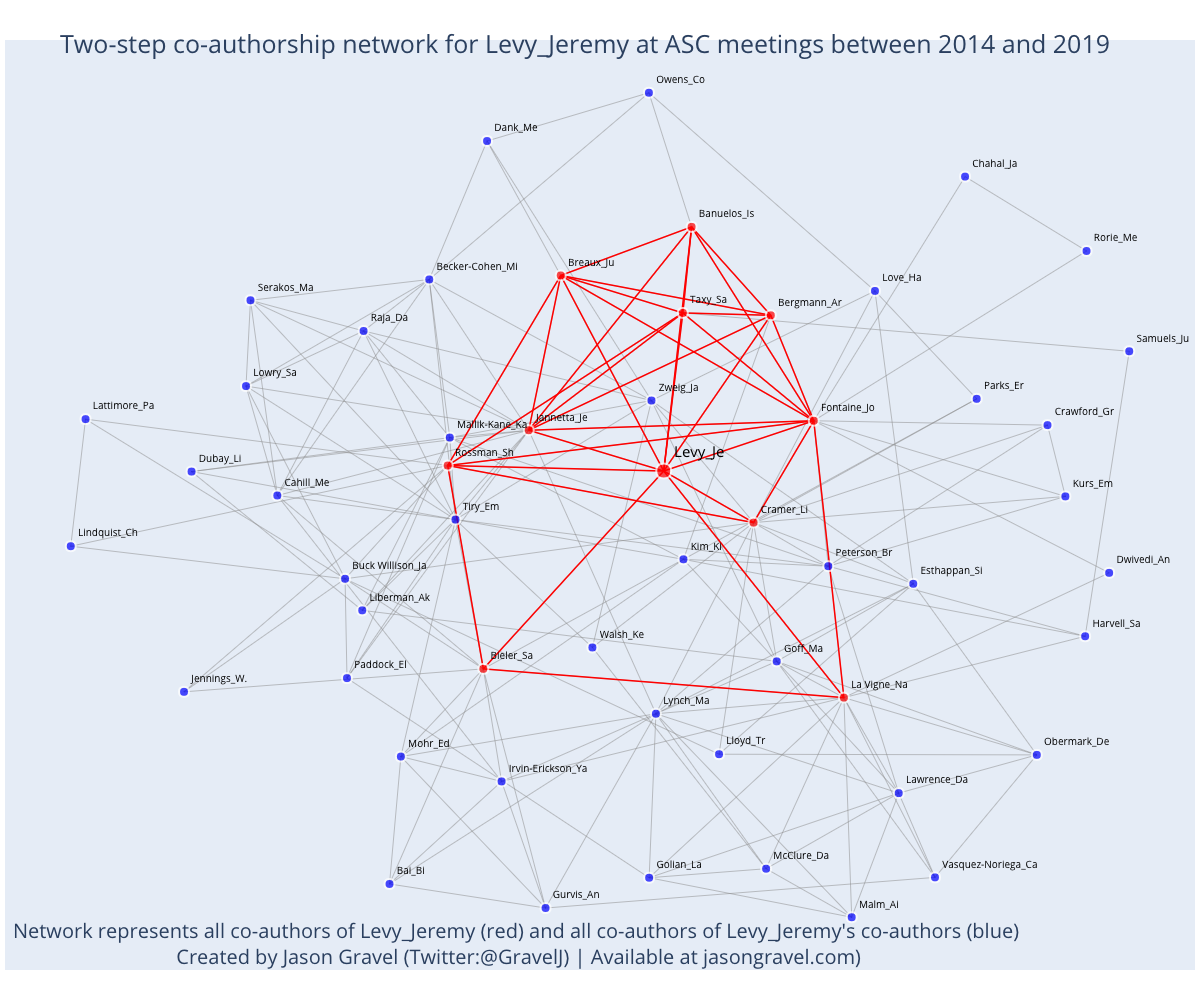 Two-step co-authorship network for Levy_Jeremy at ASC meetings between 2014 and 2019
Owens_Co
Dank_Me
Chahal_Ja
Banuelos_Is
Rorie_Me
Becker-Cohen_Mi
Breaux_Ju
Love_Ha
Serakos_Ma
Taxy_Sa
Bergmann_Ar
Raja_Da
Samuels_Ju
Lowry_Sa
Zweig_Ja
Parks_Er
Lattimore_Pa
Fontaine_Jo
Crawford_Gr
Jannetta_Je
Mallik-Kane_Ka
Rossman_Sh
Levy_Je
Dubay_Li
Cahill_Me
Kurs_Em
Tiry_Em
Cramer_Li
Lindquist_Ch
Kim_Ki
Peterson_Br
Dwivedi_An
Buck Willison_Ja
Esthappan_Si
Liberman_Ak
Harvell_Sa
Walsh_Ke
Bieler_Sa
Goff_Ma
Paddock_El
Jennings_W.
La Vigne_Na
Lynch_Ma
Mohr_Ed
Lloyd_Tr
Obermark_De
Irvin-Erickson_Ya
Lawrence_Da
Bai_Bi
Golian_La
McClure_Da
Vasquez-Noriega_Ca
Gurvis_An
Malm_Ai
Network represents all co-authors of Levy_Jeremy (red) and all co-authors of Levy_Jeremy's co-authors (blue)
Created by Jason Gravel (Twitter:@GravelJ) | Available at jasongravel.com)